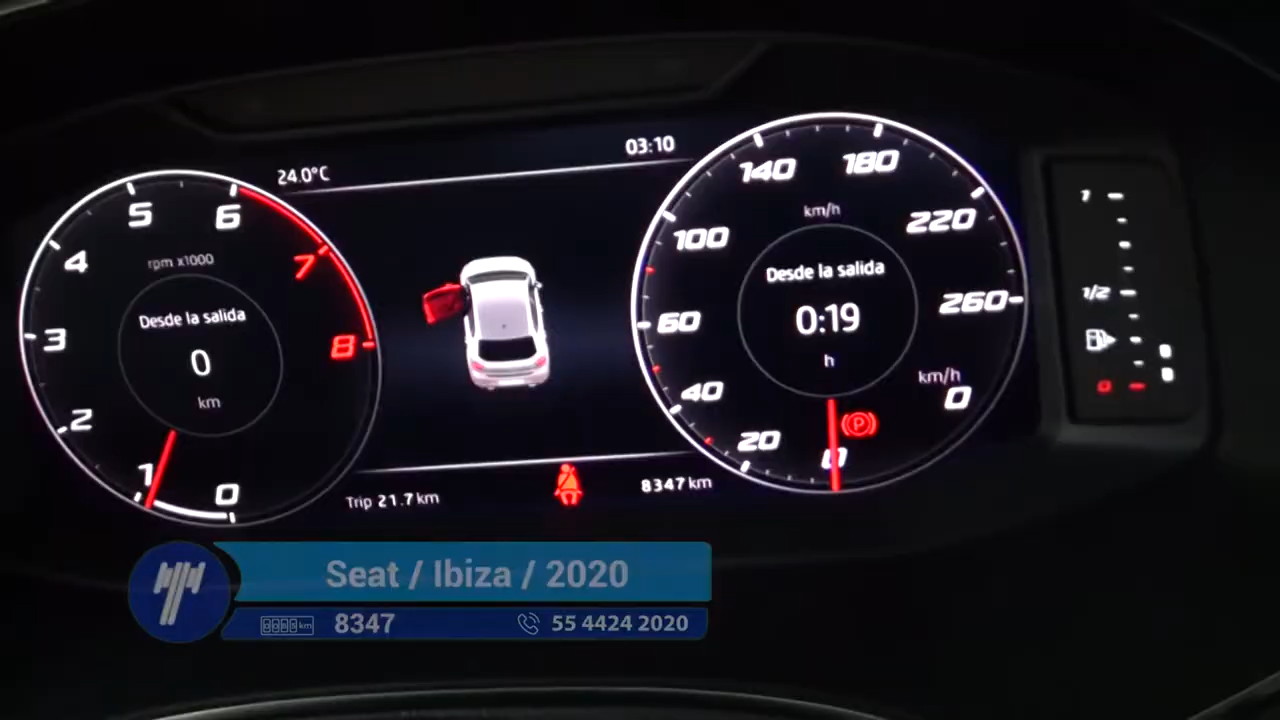 24.0°C
03:10
5
6
4
7
3
8
2
1
0
rpm x1000
Desde la salida
0
km
140
180
100
220
60
260
40
20
0
km/h
Desde la salida
0:19
h
km/h
0
Trip 21.7 km
8347 km
1
1/2
0
Seat / Ibiza / 2020
km
8347
55 4424 2020